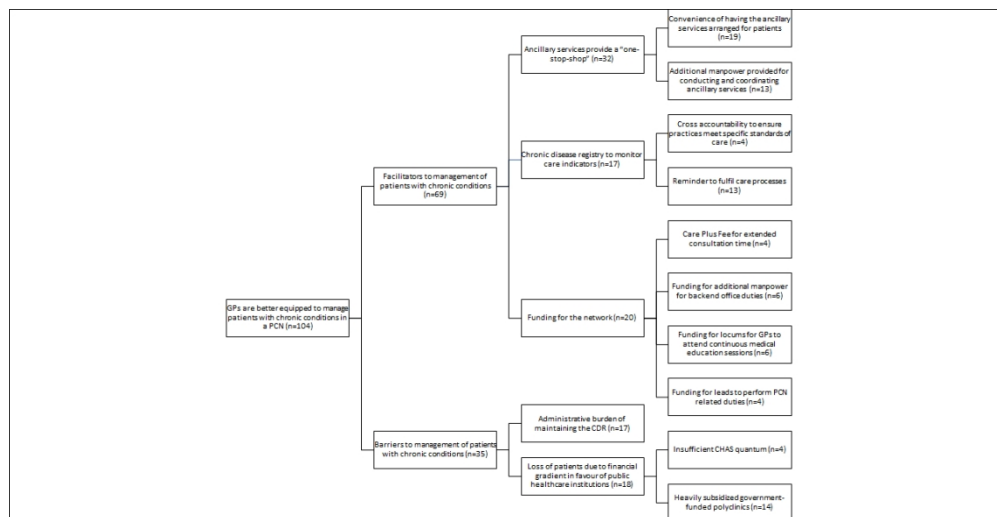 Convenience of having the ancillary
services arranged for patients
(n=19)
Ancillary services provide a "one-
stop-shop" (n=32)
Additional manpower provided for
conducting and coordinating
ancillary services (n=13)
Cross accountability to ensure
practices meet specific standards of
care (n=4)
Chronic disease registry to monitor
care indicators (n=17)
Facilitators to management of
patients with chronic conditions
(n=69)
Reminder to fulfil care processes
(n=13)
Care Plus Fee for extended
consultation time (n=4)
Funding for additional manpower
for backend office duties (n=6)
GPs are better equipped to manage
patients with chronic conditions in
a PCN (n=104)
Funding for the network (n=20)
Funding for locums for GPs to
attend continuous medical
education sessions (n=6)
Funding for leads to perform PCN
related duties (n=4)
Administrative burden of
maintaining the CDR (n=17)
Barriers to management of patients
with chronic conditions (n=35)
Insufficient CHAS quantum (n=4)
Loss of patients due to financial
gradient in favour of public
healthcare institutions (n=18)
Heavily subsidized government-
funded polyclinics (n=14)